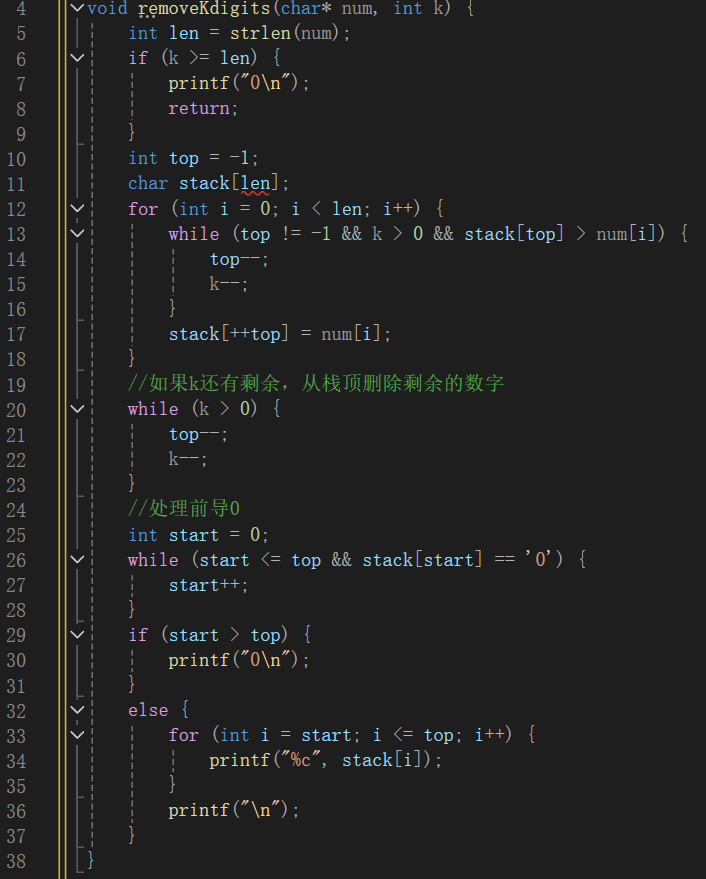 4 void removeKdigits(char* num, int k) {
5 int len = strlen(num);
6 if (k >= len) {
7 printf("0\n");
8 return;
9 }
10 int top = -1;
11 char stack[len];
12 for (int i = 0; i < len; i++) {
13 while (top != -1 && k > 0 && stack[top] > num[i]) {
14 top--;
15 k--;
16 }
17 stack[++top] = num[i];
18 }
19 //如果k还有剩余，从栈顶删除剩余的数字
20 while (k > 0) {
21 top--;
22 k--;
23 }
24 //处理前导0
25 int start = 0;
26 while (start <= top && stack[start] == '0') {
27 start++;
28 }
29 if (start > top) {
30 printf("0\n");
31 }
32 else {
33 for (int i = start; i <= top; i++) {
34 printf("%c", stack[i]);
35 }
36 printf("\n");
37 }
38 }